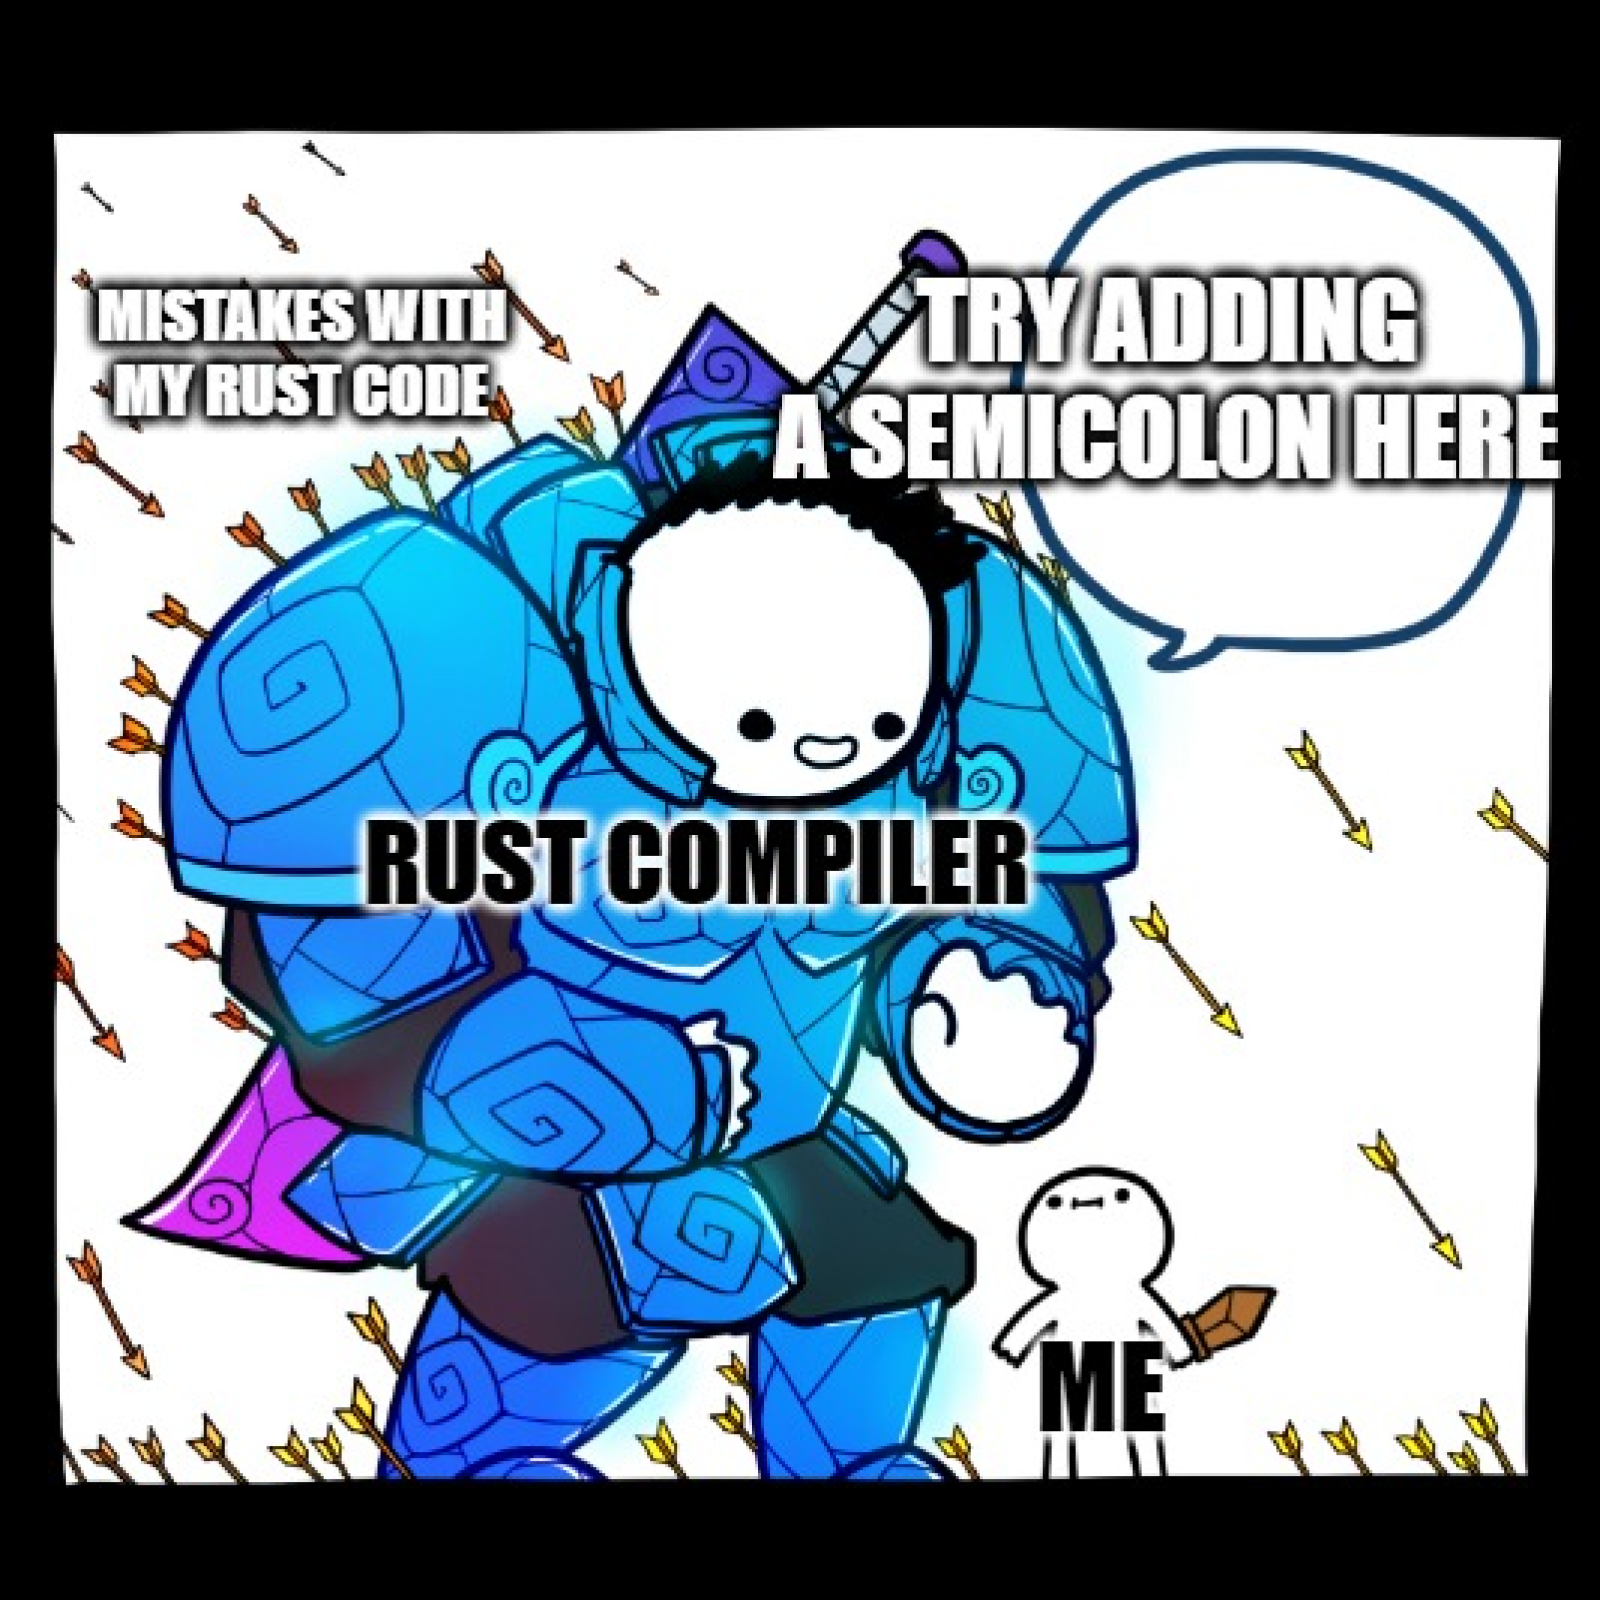 MISTAKES WITH
MY RUST CODE
TRY ADDING
A SEMICOLON HERE
RUST COMPILER
ME